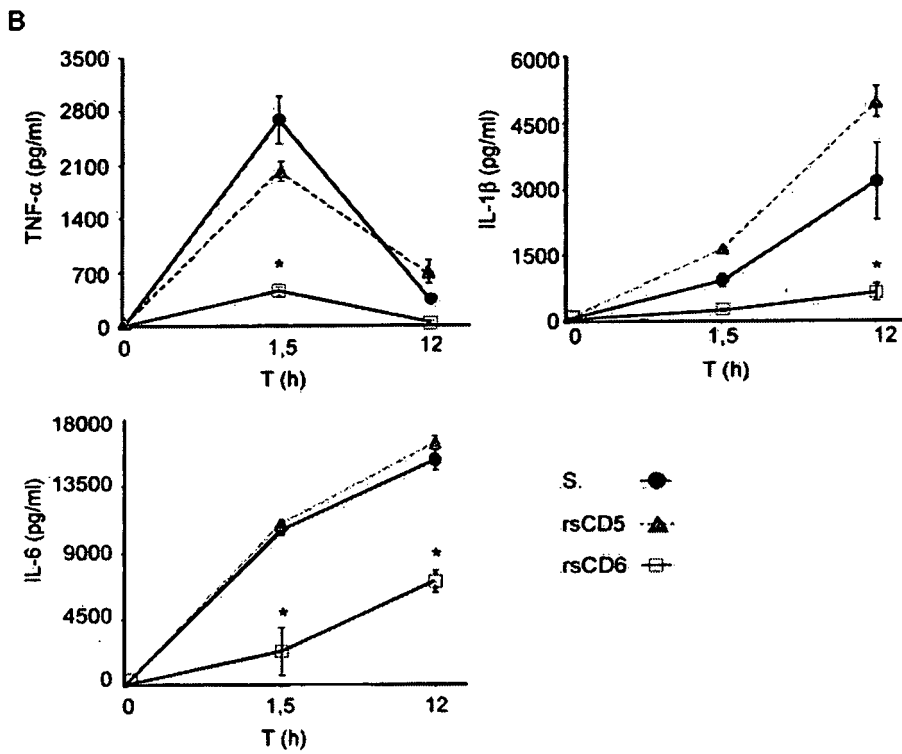 B
TNF-α (pg/ml)
3500
2800
2100
1400
700
0
0
1,5
12
T (h)
*
IL-1β (pg/ml)
6000
4500
3000
1500
0
0
1,5
12
T (h)
*
IL-6 (pg/ml)
18000
13500
9000
4500
0
0
1,5
12
T (h)
*
*
S.
rsCD5
rsCD6